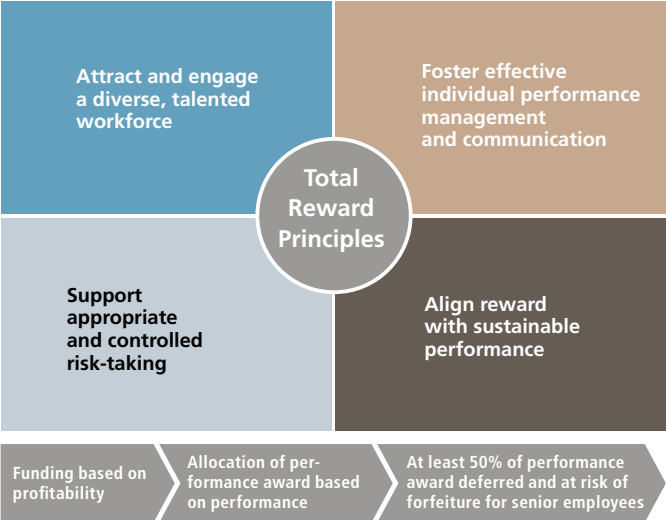 Attract and engage
a diverse, talented
workforce
Foster effective
individual performance
management
and communication
Total
Reward
Principles
Support
appropriate
and controlled
risk-taking
Align reward
with sustainable
performance
Funding based on
profitability
Allocation of per-
formance award based
on performance
At least 50% of performance
award deferred and at risk of
forfeiture for senior employees